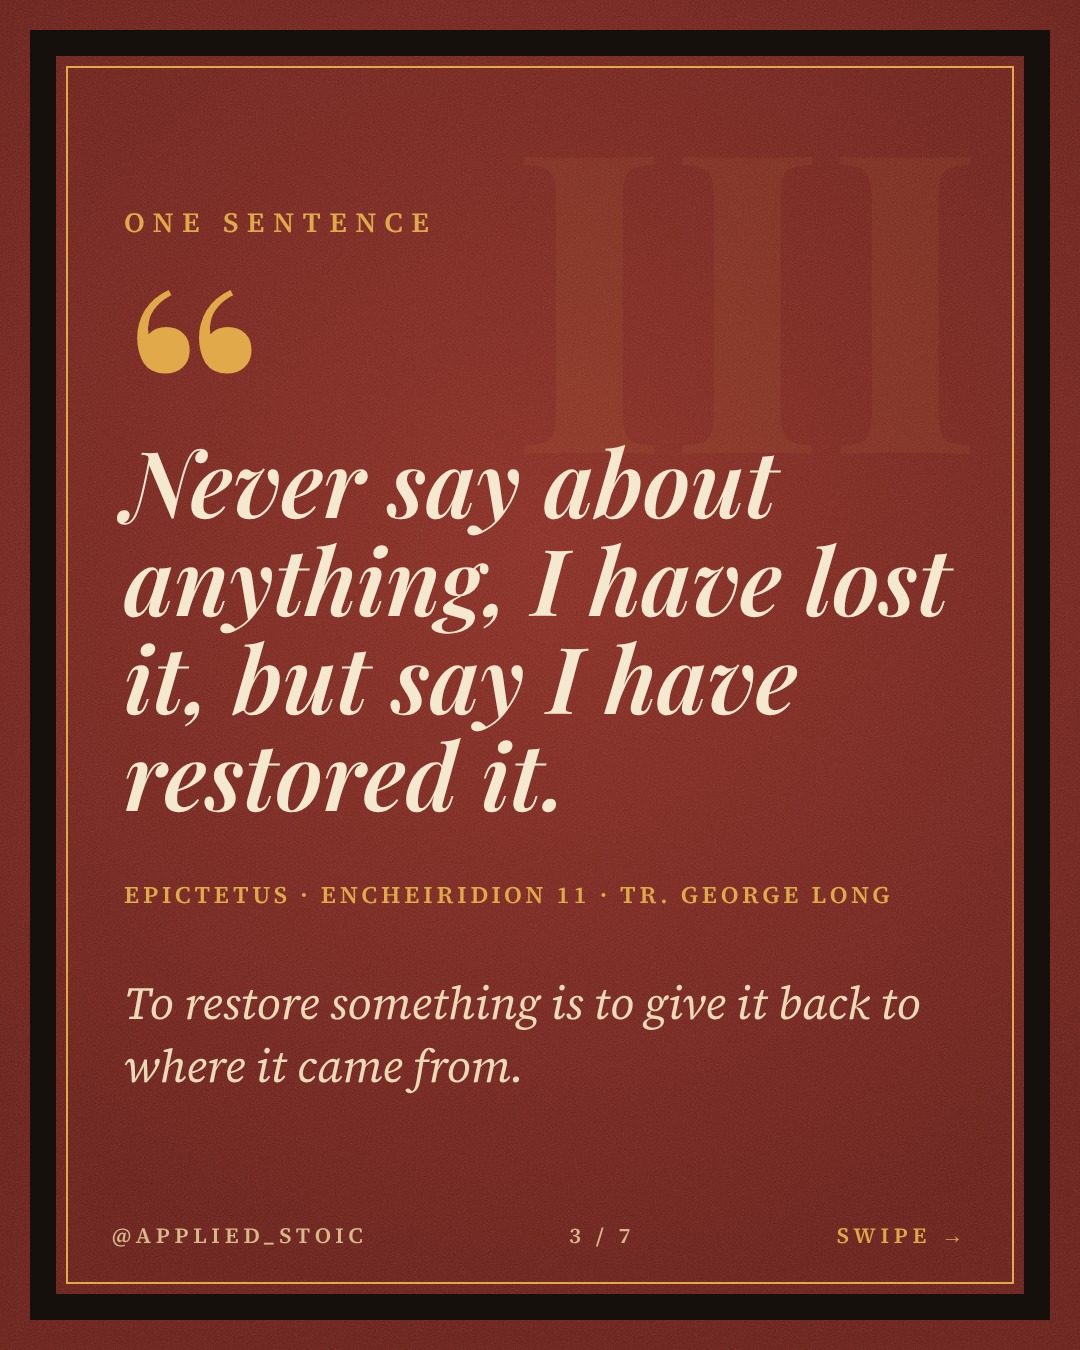 III
ONE SENTENCE
“
Never say about
anything, I have lost
it, but say I have
restored it.
EPICTETUS · ENCHEIRIDION 11 · TR. GEORGE LONG
To restore something is to give it back to
where it came from.
@APPLIED_STOIC
3 / 7
SWIPE →